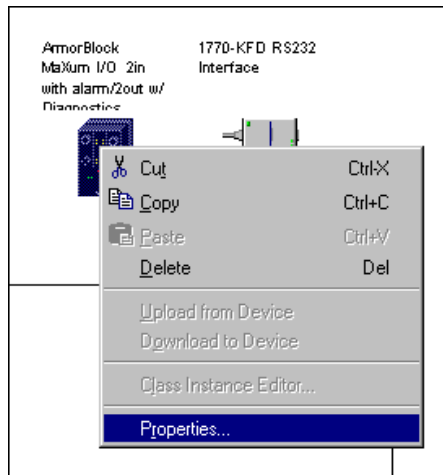 ArmorBlock
MaXum I/O 2in
with alarm/2out w/
Diagnostics
1770-KFD RS232
Interface
Cut Ctrl-X
Copy Ctrl+C
Paste Ctrl+V
Delete Del
Upload from Device
Download to Device
Class Instance Editor...
Properties...